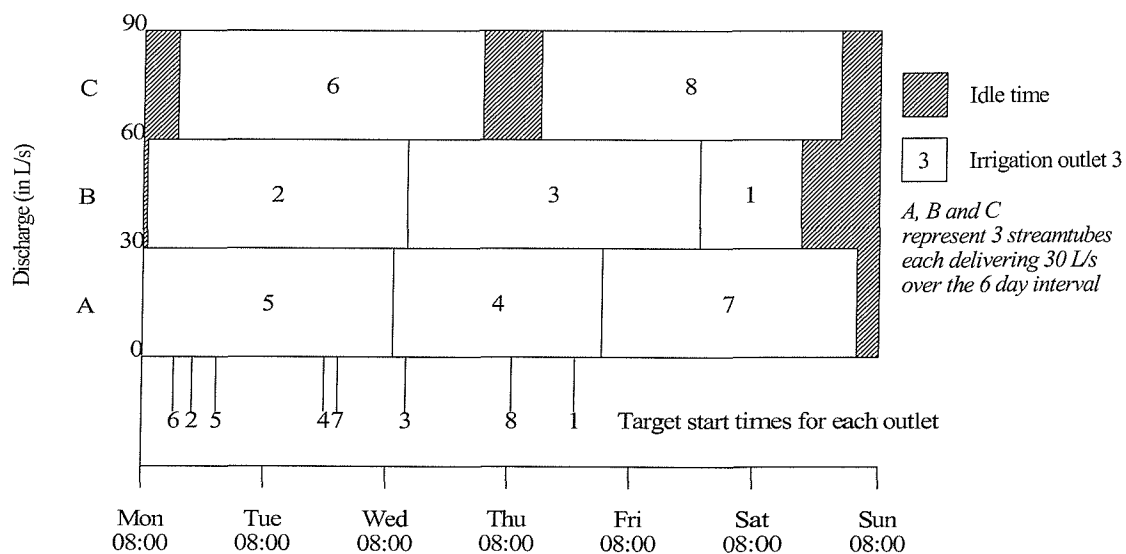 90
C
6
8
60
B
2
3
1
30
A
5
4
7
0
Discharge (in L/s)
Idle time
3
Irrigation outlet 3
A, B and C
represent 3 streamtubes
each delivering 30 L/s
over the 6 day interval
6 2 5 4 7 3 8 1 Target start times for each outlet
Mon Tue Wed Thu Fri Sat Sun
08:00 08:00 08:00 08:00 08:00 08:00 08:00